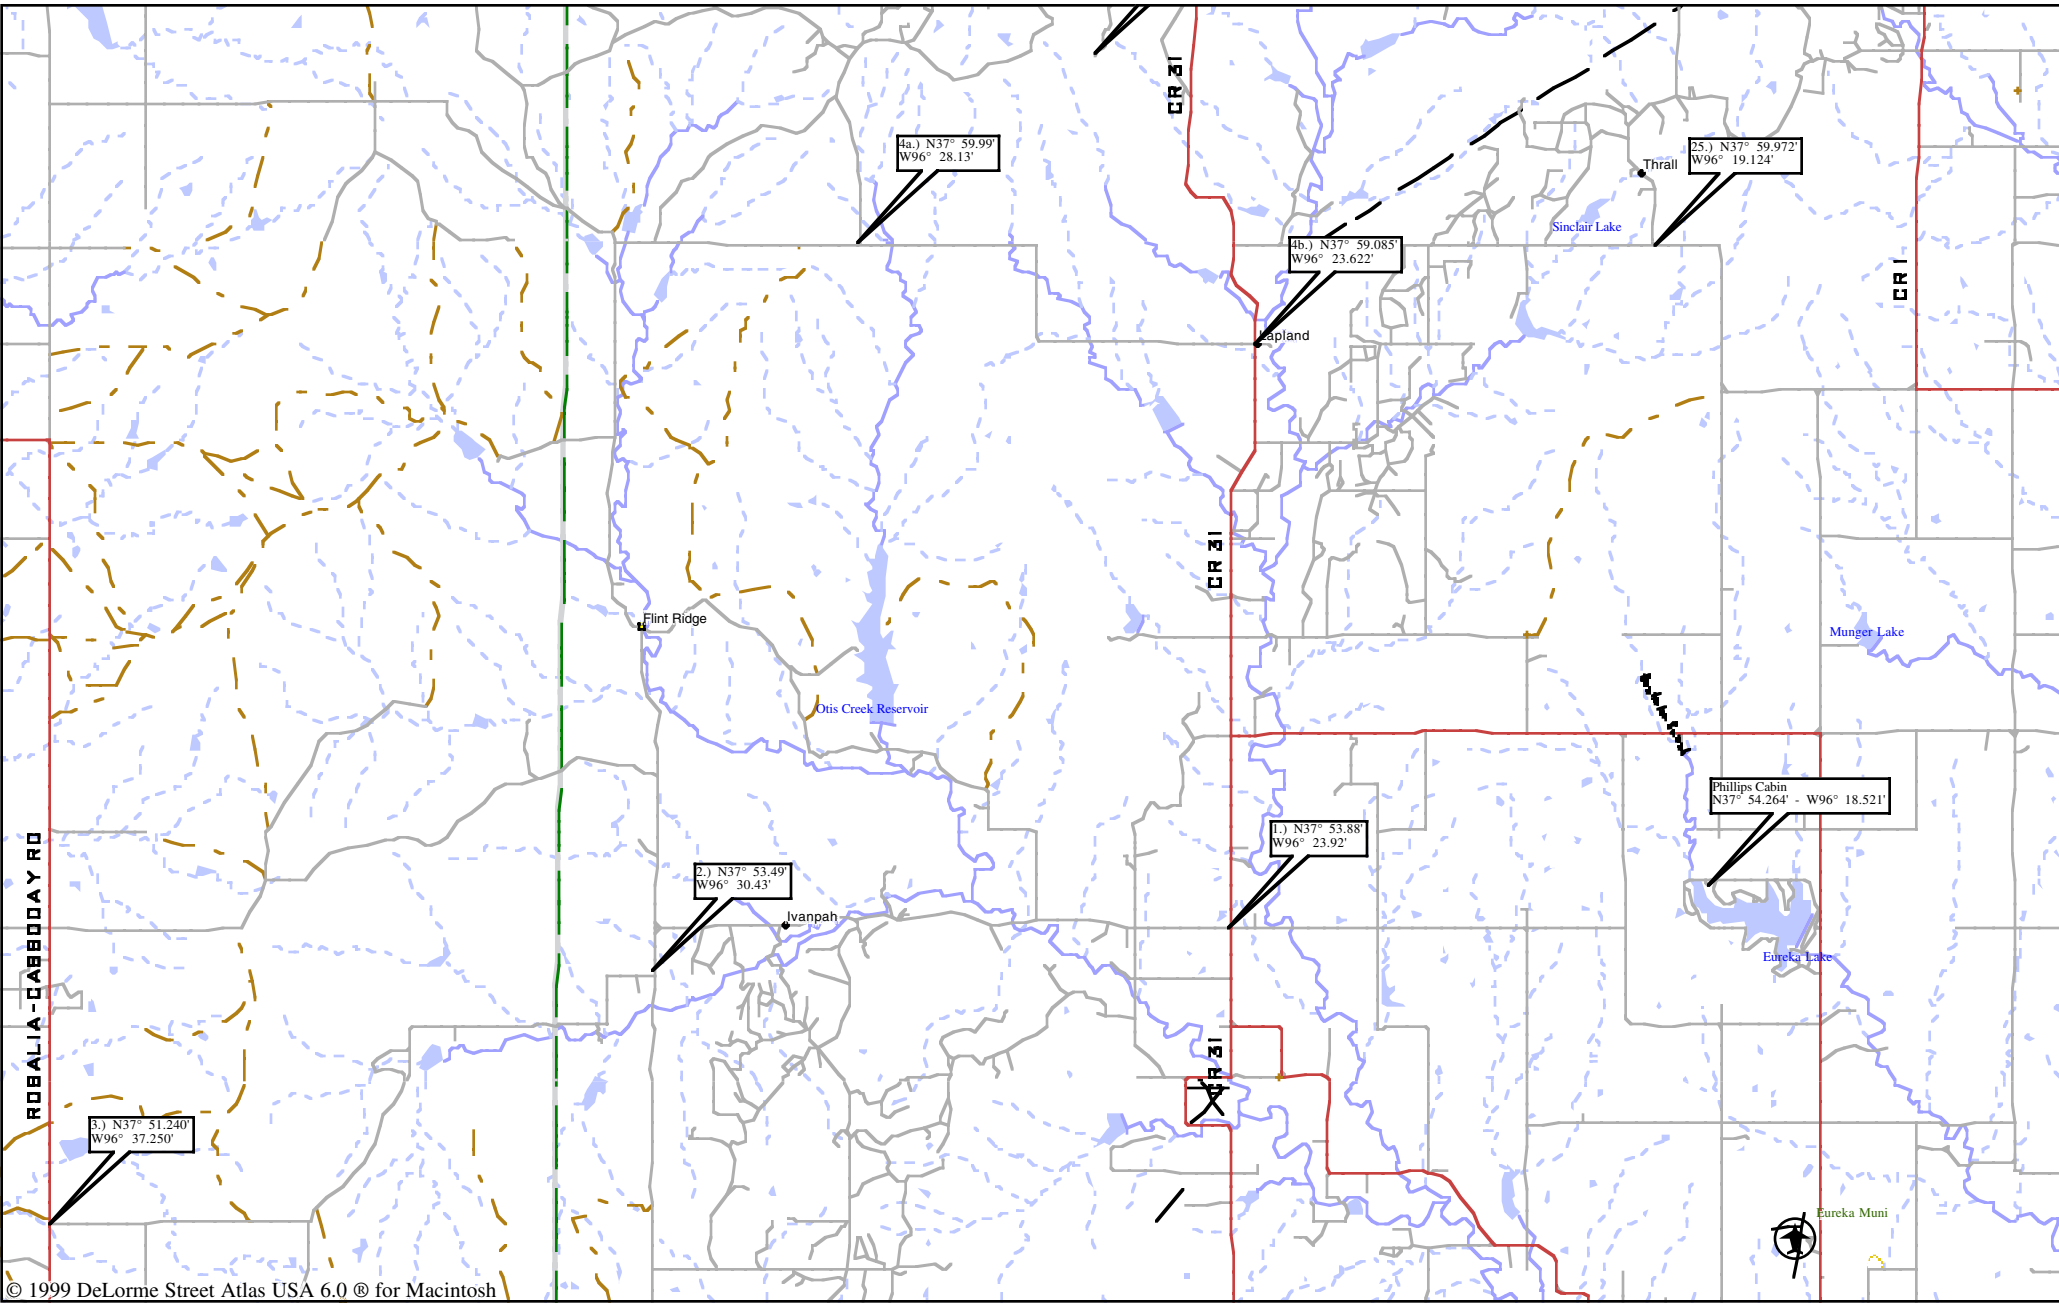 CR 31
4a.) N37° 59.99'
W96° 28.13'
25.) N37° 59.972'
W96° 19.124'
Thrall
Sinclair Lake
4b.) N37° 59.085'
W96° 23.622'
CR 1
Lapland
CR 31
Flint Ridge
Munger Lake
Otis Creek Reservoir
Phillips Cabin
N37° 54.264' - W96° 18.521'
1.) N37° 53.88'
W96° 23.92'
2.) N37° 53.49'
W96° 30.43'
Ivanpah
ROSALIA-CASSODAY RD
Eureka Lake
CR 31
3.) N37° 51.240'
W96° 37.250'
Eureka Muni
© 1999 DeLorme Street Atlas USA 6.0 ® for Macintosh